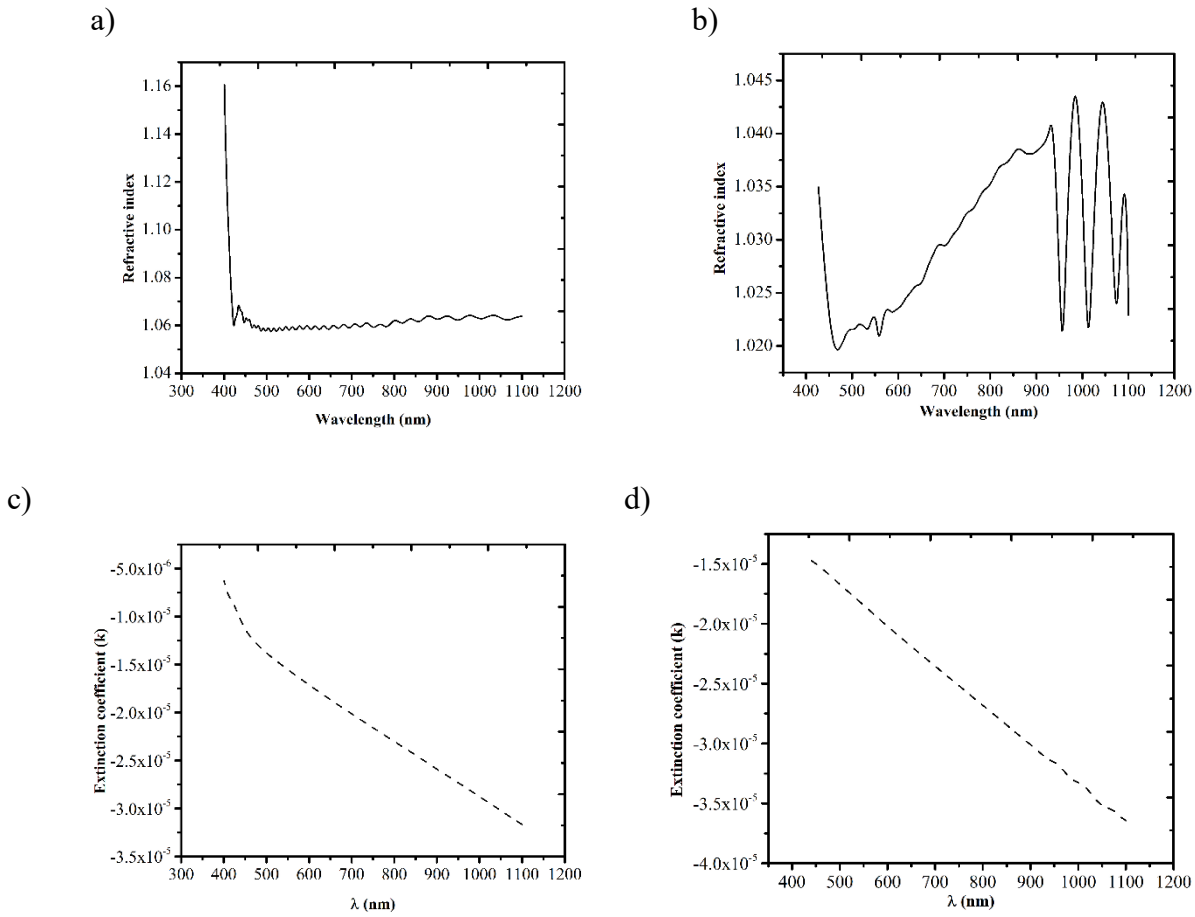 a)
b)
1.16
1.14
1.12
1.10
1.08
1.06
1.04
Refractive index
300 400 500 600 700 800 900 1000 1100 1200
Wavelength (nm)
1.045
1.040
1.035
1.030
1.025
1.020
Refractive index
400 500 600 700 800 900 1000 1100 1200
Wavelength (nm)
c)
d)
-5.0x10⁻⁶
-1.0x10⁻⁵
-1.5x10⁻⁵
-2.0x10⁻⁵
-2.5x10⁻⁵
-3.0x10⁻⁵
-3.5x10⁻⁵
Extinction coefficient (k)
300 400 500 600 700 800 900 1000 1100 1200
λ (nm)
-1.5x10⁻⁵
-2.0x10⁻⁵
-2.5x10⁻⁵
-3.0x10⁻⁵
-3.5x10⁻⁵
-4.0x10⁻⁵
Extinction coefficient (k)
400 500 600 700 800 900 1000 1100 1200
λ (nm)